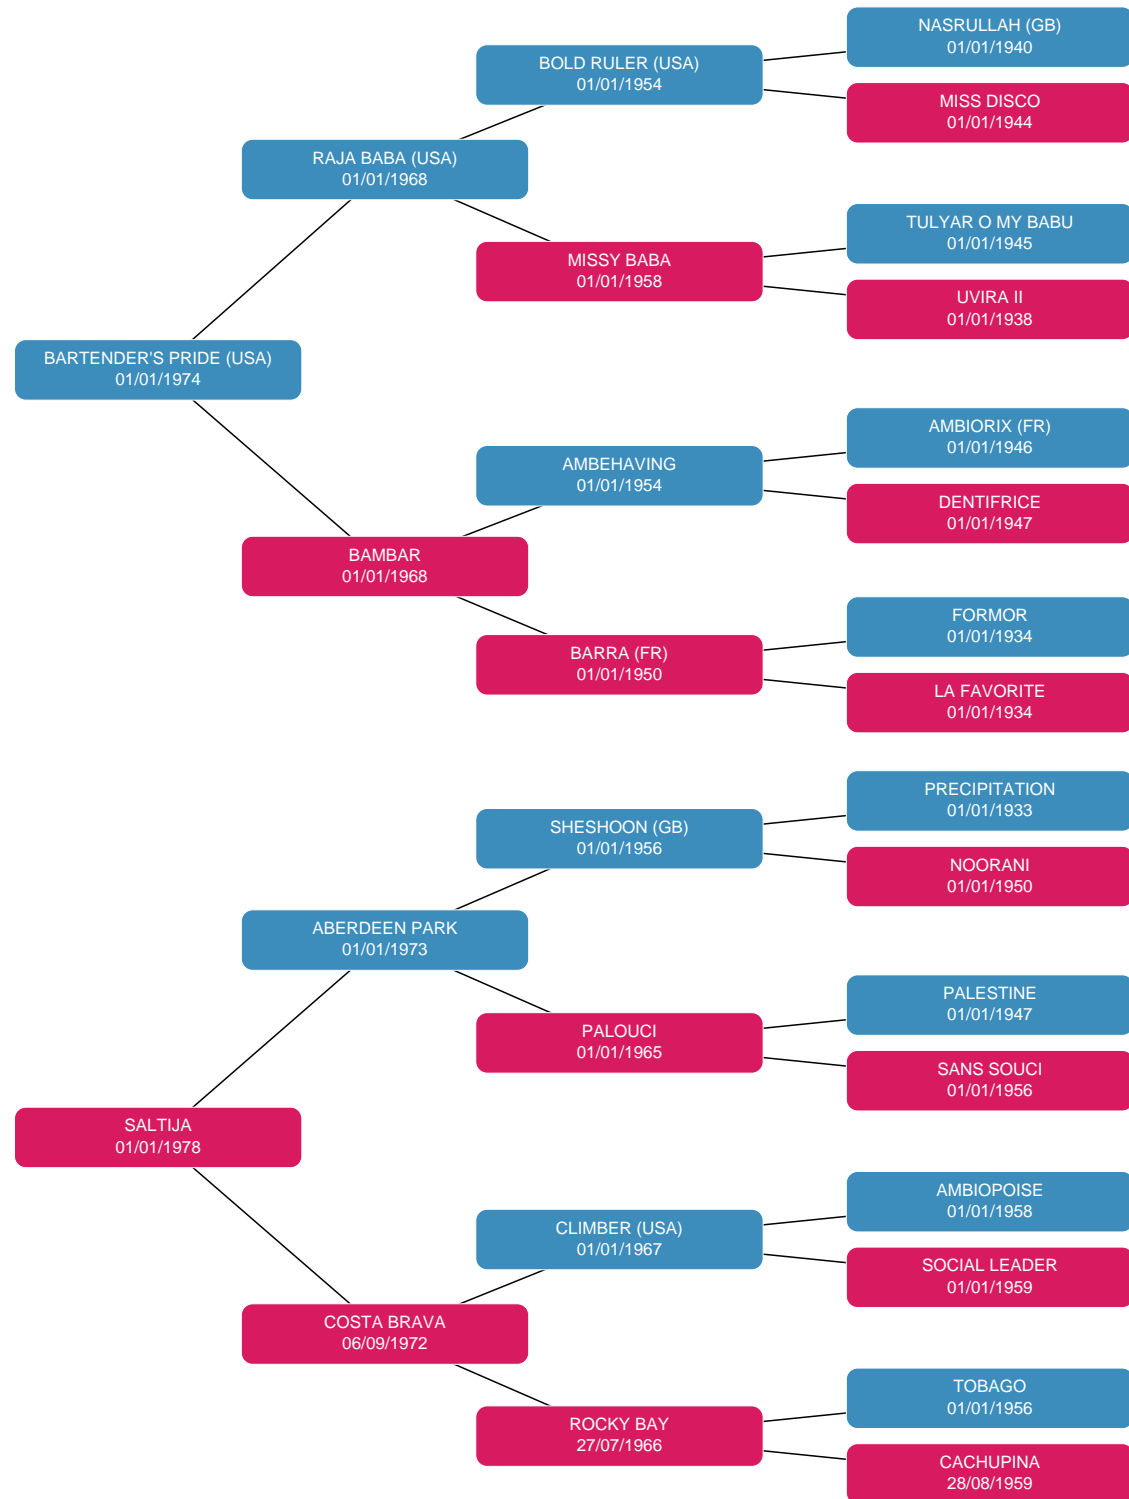 NASRULLAH (GB)
01/01/1940
BOLD RULER (USA)
01/01/1954
MISS DISCO
01/01/1944
RAJA BABA (USA)
01/01/1968
TULYAR O MY BABU
01/01/1945
MISSY BABA
01/01/1958
UVIRA II
01/01/1938
BARTENDER'S PRIDE (USA)
01/01/1974
AMBIORIX (FR)
01/01/1946
AMBEHAVING
01/01/1954
DENTIFRICE
01/01/1947
BAMBAR
01/01/1968
FORMOR
01/01/1934
BARRA (FR)
01/01/1950
LA FAVORITE
01/01/1934
PRECIPITATION
01/01/1933
SHESHOON (GB)
01/01/1956
NOORANI
01/01/1950
ABERDEEN PARK
01/01/1973
PALESTINE
01/01/1947
PALOUCI
01/01/1965
SANS SOUCI
01/01/1956
SALTIJA
01/01/1978
AMBIOPOISE
01/01/1958
CLIMBER (USA)
01/01/1967
SOCIAL LEADER
01/01/1959
COSTA BRAVA
06/09/1972
TOBAGO
01/01/1956
ROCKY BAY
27/07/1966
CACHUPINA
28/08/1959